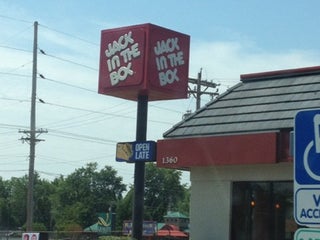 JACK
IN THE
BOX
JACK
IN THE
BOX
OPEN
LATE
1360